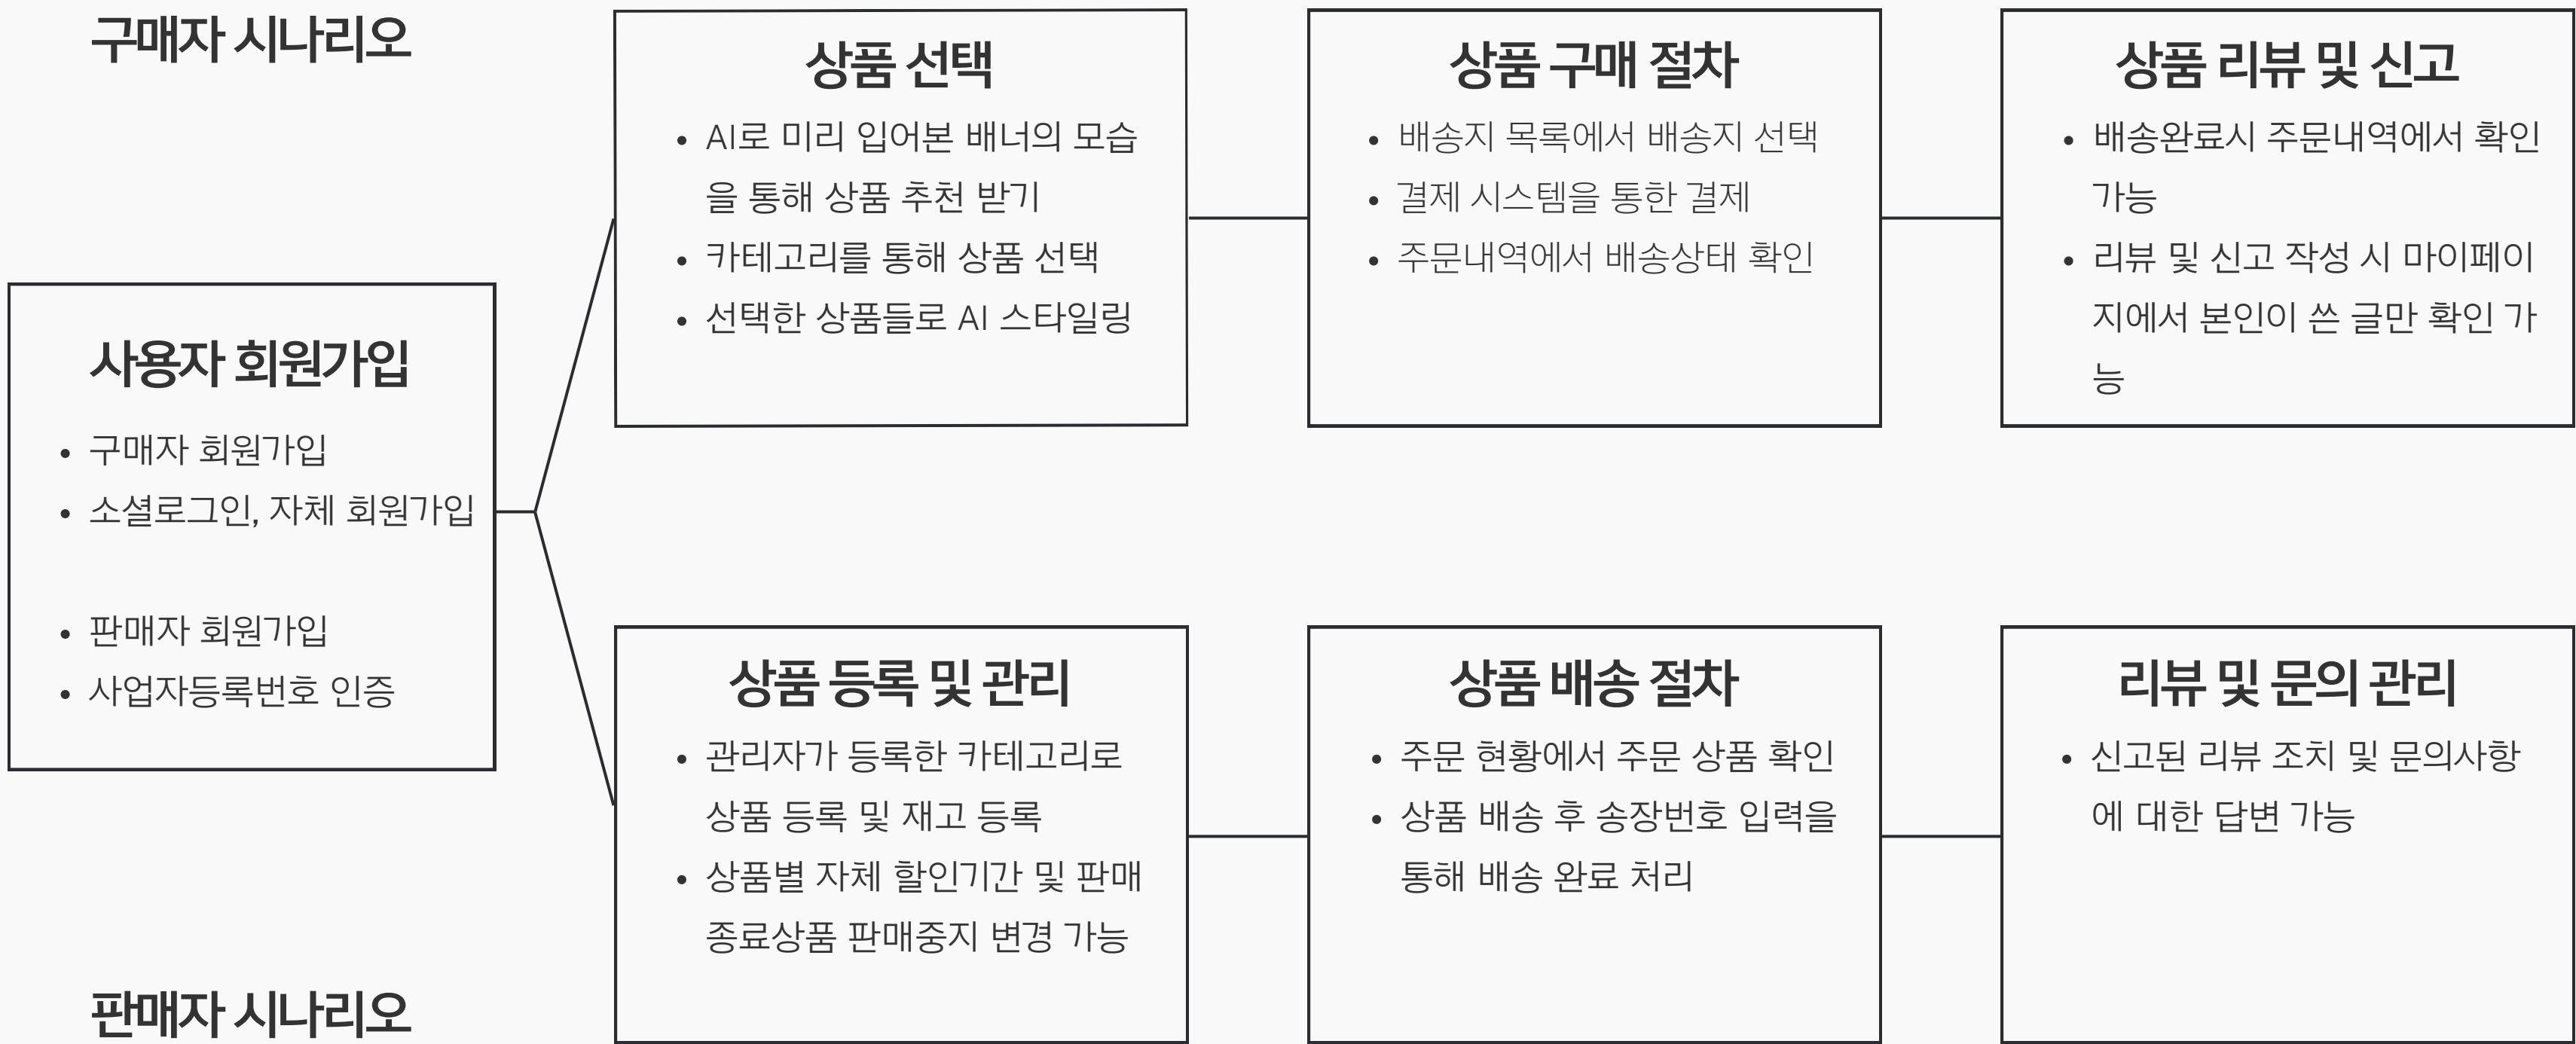 구매자 시나리오
사용자 회원가입
• 구매자 회원가입
• 소셜로그인, 자체 회원가입
• 판매자 회원가입
• 사업자등록번호 인증
상품 선택
• AI로 미리 입어본 배너의 모습
을 통해 상품 추천 받기
• 카테고리를 통해 상품 선택
• 선택한 상품들로 AI 스타일링
상품 구매 절차
• 배송지 목록에서 배송지 선택
• 결제 시스템을 통한 결제
• 주문내역에서 배송상태 확인
상품 리뷰 및 신고
• 배송완료시 주문내역에서 확인
가능
• 리뷰 및 신고 작성 시 마이페이
지에서 본인이 쓴 글만 확인 가
능
상품 등록 및 관리
• 관리자가 등록한 카테고리로
상품 등록 및 재고 등록
• 상품별 자체 할인기간 및 판매
종료상품 판매중지 변경 가능
상품 배송 절차
• 주문 현황에서 주문 상품 확인
• 상품 배송 후 송장번호 입력을
통해 배송 완료 처리
리뷰 및 문의 관리
• 신고된 리뷰 조치 및 문의사항
에 대한 답변 가능
판매자 시나리오